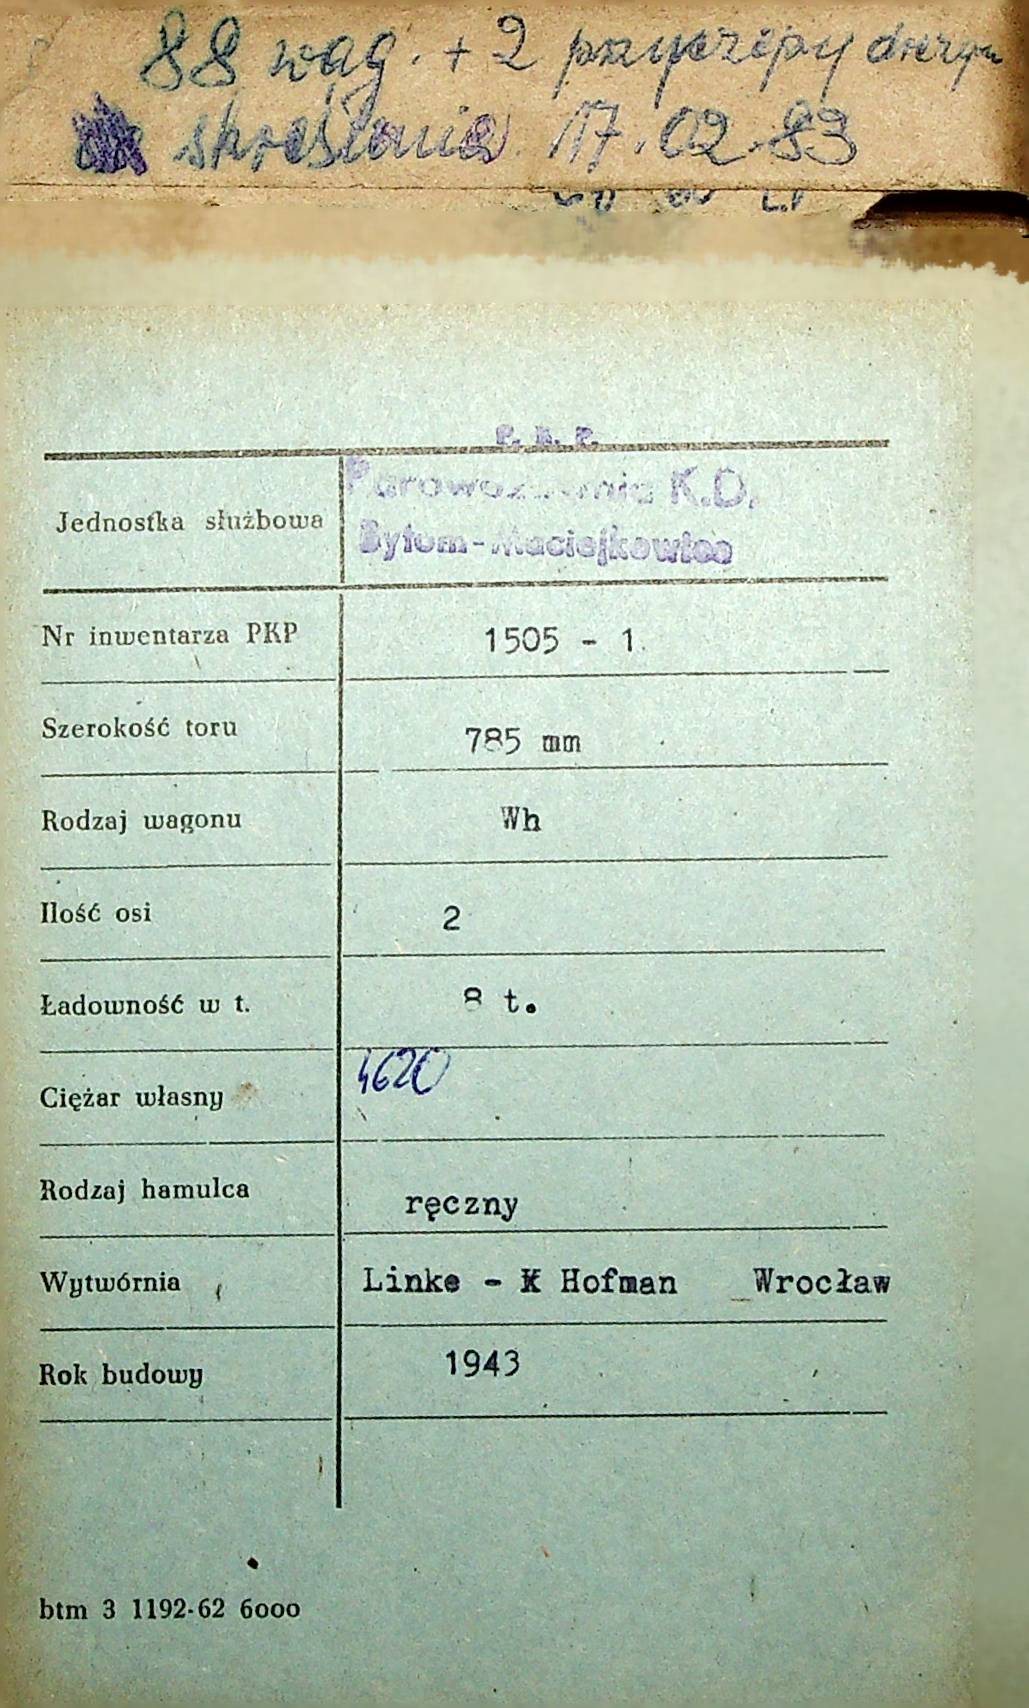 88 wag. + 2 przyczepy
skreślenia 17.02.83
P. K. P.
Parowozownia K.D.
Jednostka służbowa
Bytom-Maciejkowice
Nr inwentarza PKP 1505 - 1
Szerokość toru 785 mm
Rodzaj wagonu Wh
Ilość osi 2
Ładowność w t. 8 t.
Ciężar własny 4620
Rodzaj hamulca ręczny
Wytwórnia Linke - Hofman Wrocław
Rok budowy 1943
btm 3 1192-62 6000